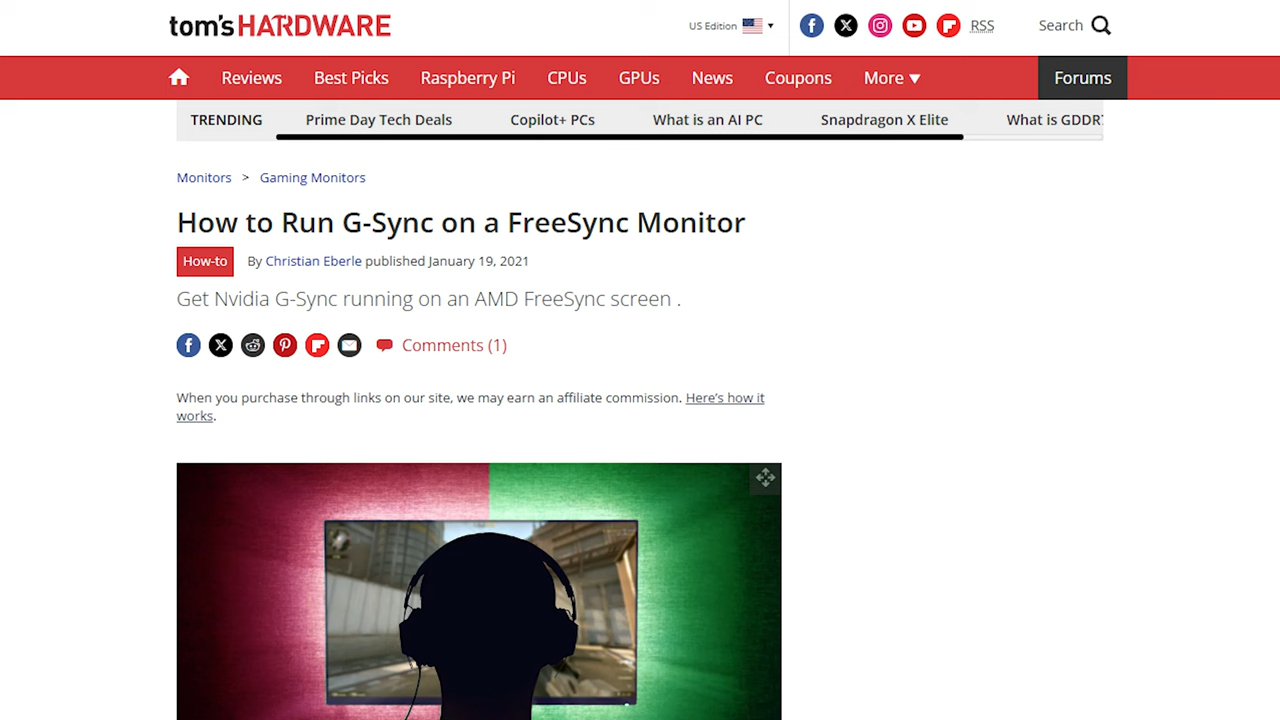 tom's HARDWARE
US Edition
RSS
Search
Reviews
Best Picks
Raspberry Pi
CPUs
GPUs
News
Coupons
More
Forums
TRENDING
Prime Day Tech Deals
Copilot+ PCs
What is an AI PC
Snapdragon X Elite
What is GDDR7
Monitors > Gaming Monitors
How to Run G-Sync on a FreeSync Monitor
How-to
By Christian Eberle published January 19, 2021
Get Nvidia G-Sync running on an AMD FreeSync screen .
Comments (1)
When you purchase through links on our site, we may earn an affiliate commission. Here’s how it
works.